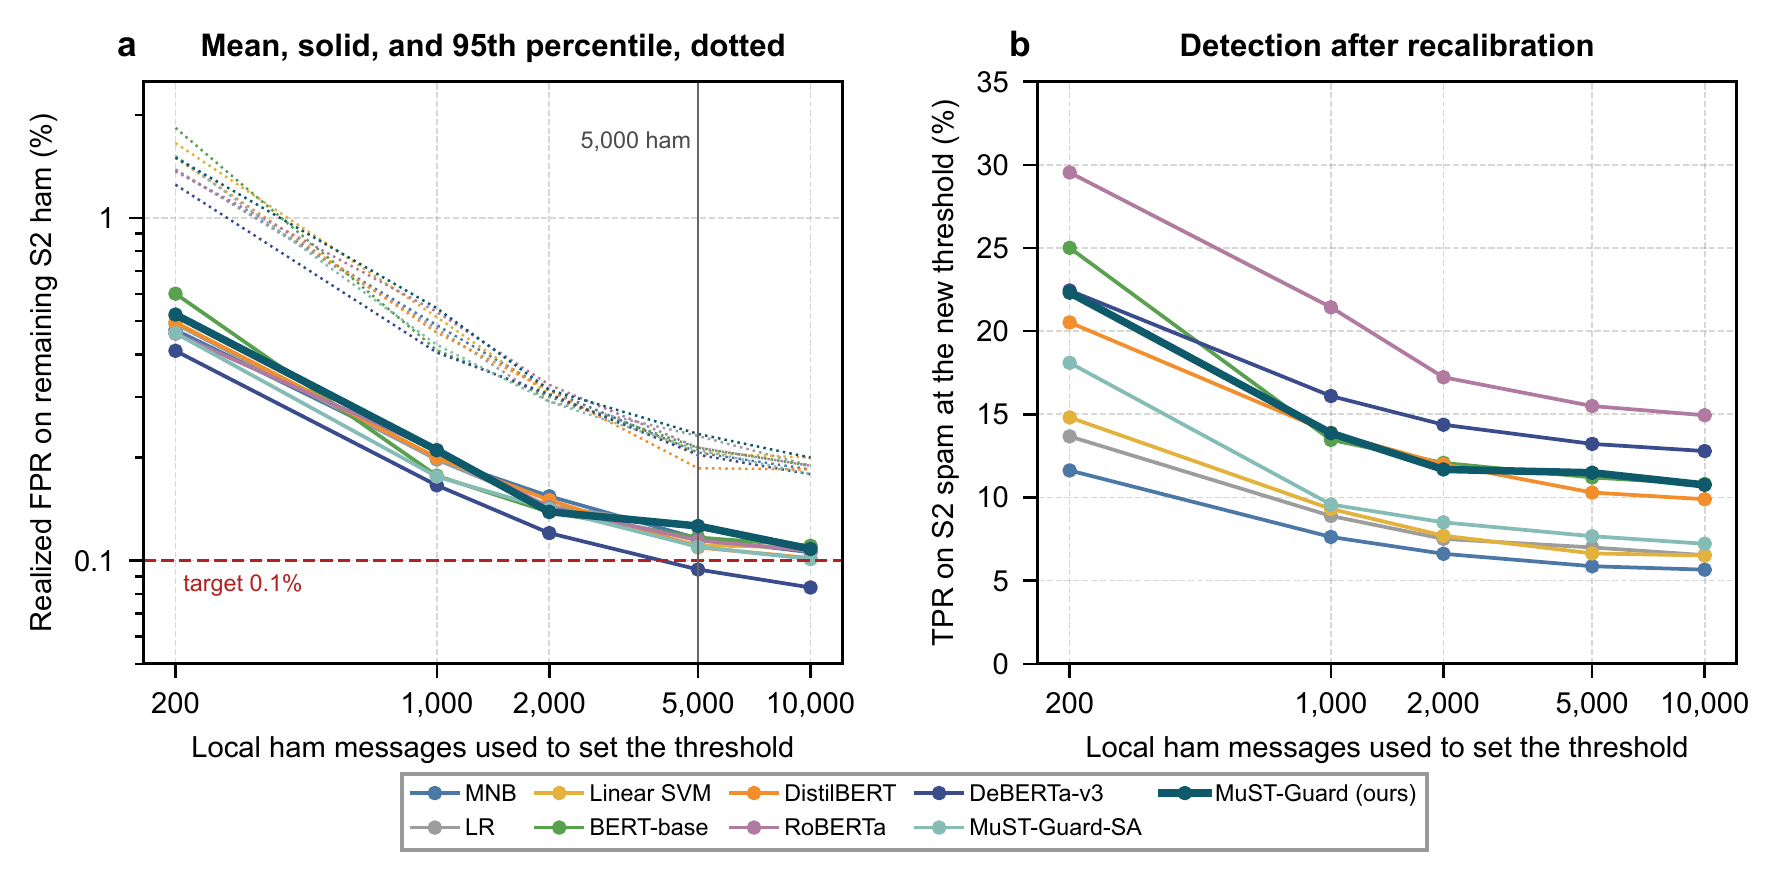 a
Mean, solid, and 95th percentile, dotted
Realized FPR on remaining S2 ham (%)
1
0.1
5,000 ham
target 0.1%
200
1,000
2,000
5,000
10,000
Local ham messages used to set the threshold
b
Detection after recalibration
TPR on S2 spam at the new threshold (%)
35
30
25
20
15
10
5
0
200
1,000
2,000
5,000
10,000
Local ham messages used to set the threshold
MNB
Linear SVM
DistilBERT
DeBERTa-v3
MuST-Guard (ours)
LR
BERT-base
RoBERTa
MuST-Guard-SA